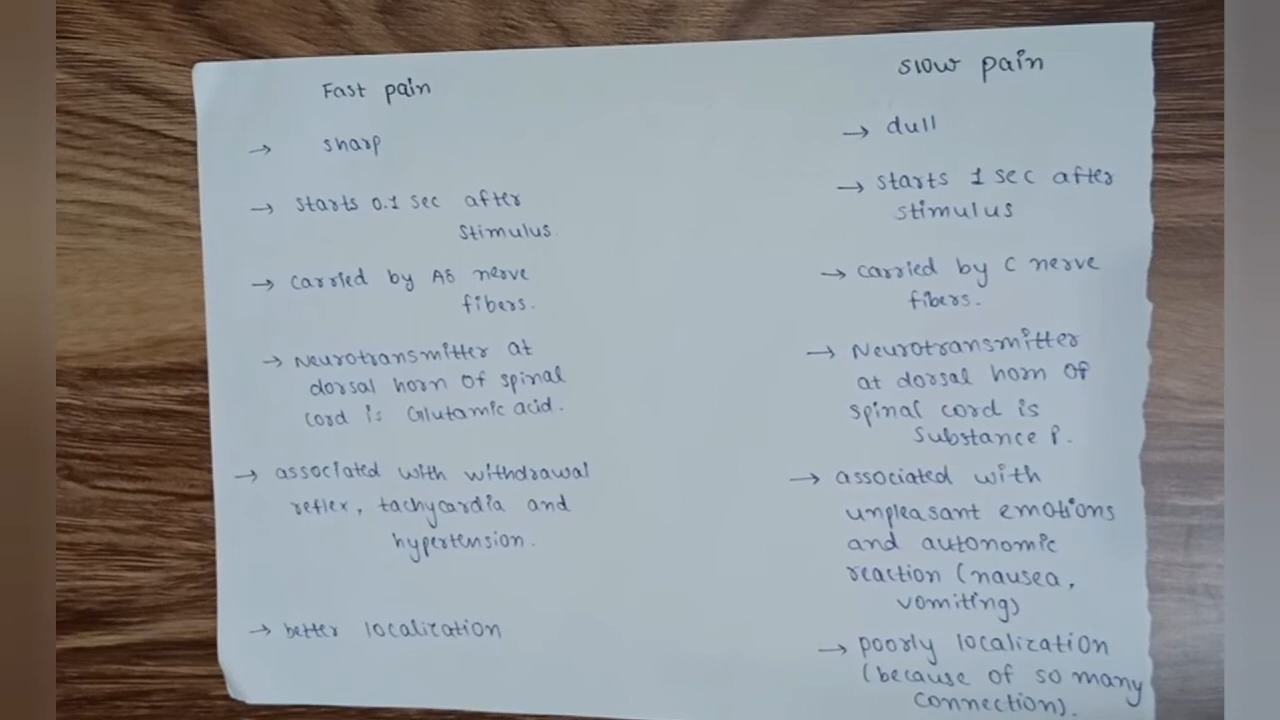 Fast pain
→ sharp
→ starts 0.1 sec after
stimulus.
→ carried by Aδ nerve
fibers.
→ Neurotransmitter at
dorsal horn of spinal
cord is Glutamic acid.
→ associated with withdrawal
reflex, tachycardia and
hypertension.
→ better localization
slow pain
→ dull
→ starts 1 sec after
stimulus
→ carried by C nerve
fibers.
→ Neurotransmitter
at dorsal horn of
spinal cord is
Substance P.
→ associated with
unpleasant emotions
and autonomic
reaction (nausea,
vomiting)
→ poorly localization
(because of so many
connection).